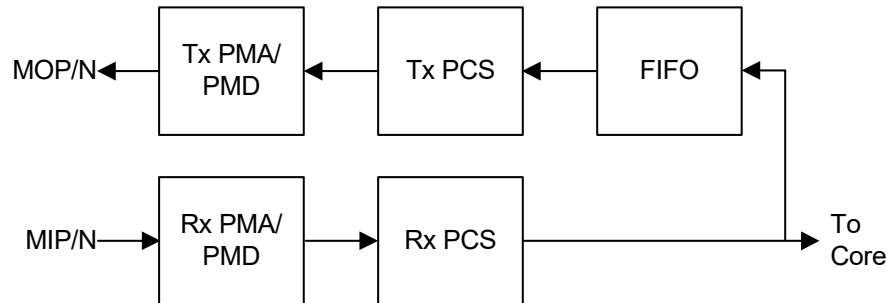 MOP/N
Tx PMA/
PMD
Tx PCS
FIFO
MIP/N
Rx PMA/
PMD
Rx PCS
To
Core